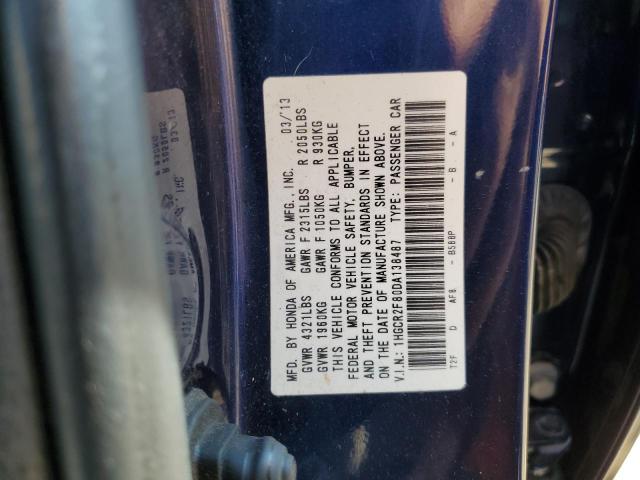 MFD. BY HONDA OF AMERICA MFG., INC. 03/13
GVWR 4321LBS GAWR F 2315LBS R 2050LBS
GVWR 1960KG GAWR F 1050KG R 930KG
THIS VEHICLE CONFORMS TO ALL APPLICABLE
FEDERAL MOTOR VEHICLE SAFETY, BUMPER,
AND THEFT PREVENTION STANDARDS IN EFFECT
ON THE DATE OF MANUFACTURE SHOWN ABOVE.
V.I.N.: 1HGCR2F80DA138487 TYPE: PASSENGER CAR
T2F D AF8 - B588P - B - A